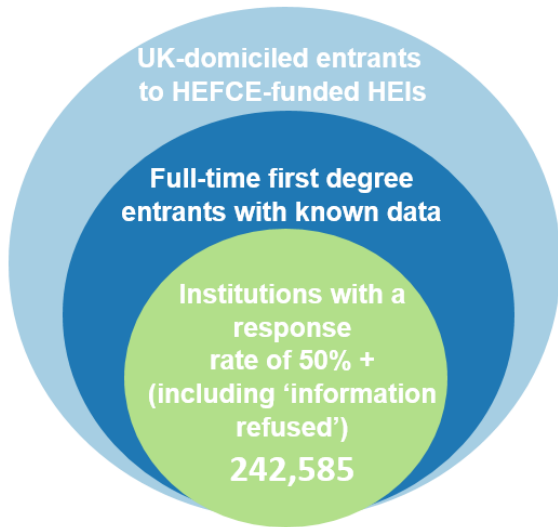 UK-domiciled entrants
to HEFCE-funded HEIs
Full-time first degree
entrants with known data
Institutions with a
response
rate of 50% +
(including ‘information
refused’)
242,585